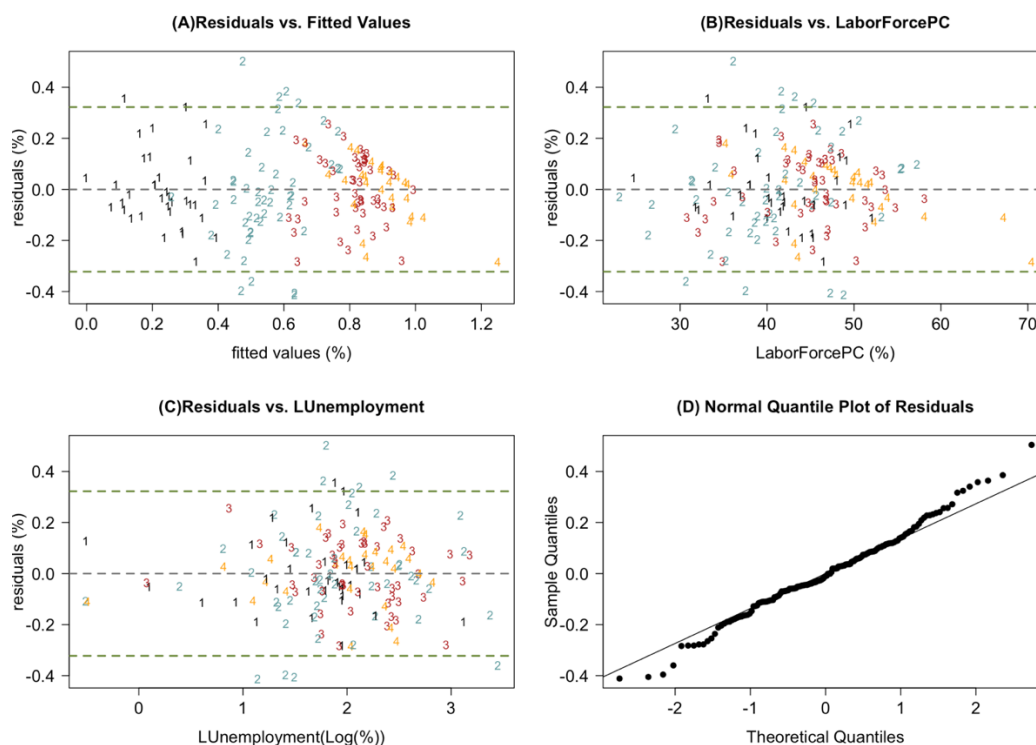 (A)Residuals vs. Fitted Values
residuals (%)
0.4
0.2
0.0
-0.2
-0.4
0.0 0.2 0.4 0.6 0.8 1.0 1.2
fitted values (%)
(B)Residuals vs. LaborForcePC
residuals (%)
0.4
0.2
0.0
-0.2
-0.4
30 40 50 60 70
LaborForcePC (%)
(C)Residuals vs. LUnemployment
residuals (%)
0.4
0.2
0.0
-0.2
-0.4
0 1 2 3
LUnemployment(Log(%))
(D) Normal Quantile Plot of Residuals
Sample Quantiles
0.4
0.2
0.0
-0.2
-0.4
-2 -1 0 1 2
Theoretical Quantiles